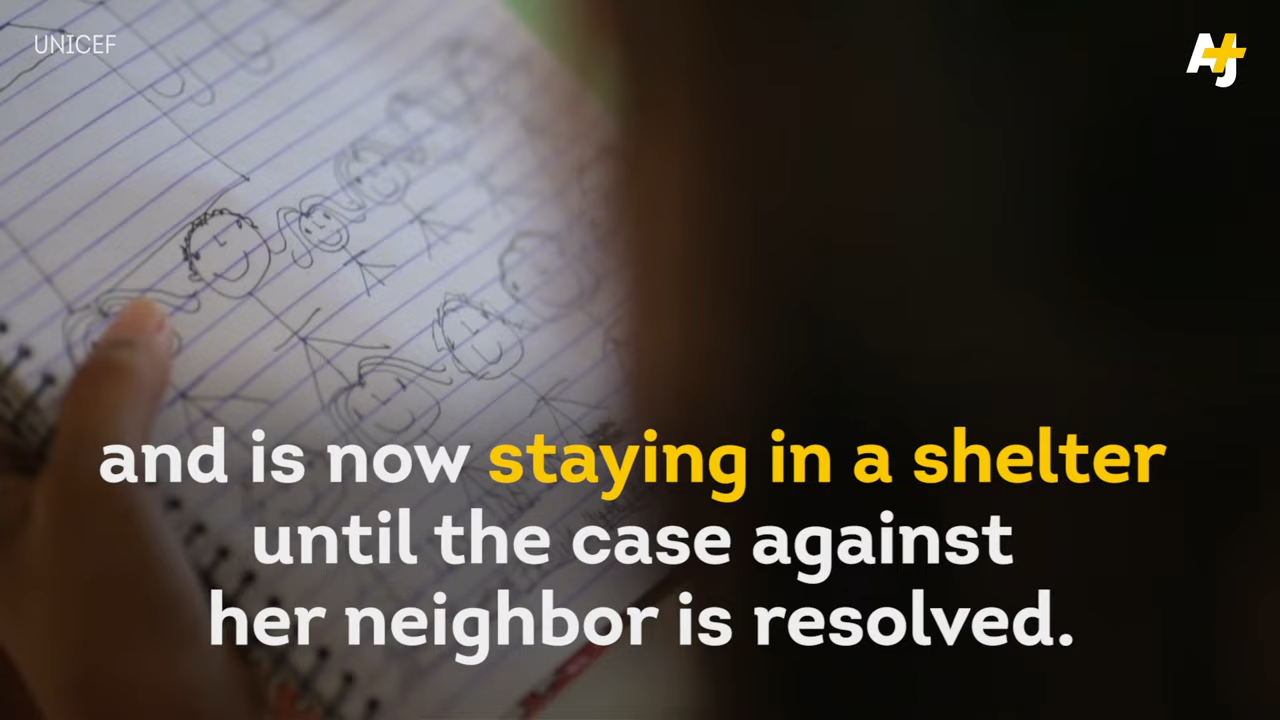 UNICEF
AJ+
and is now staying in a shelter
until the case against
her neighbor is resolved.